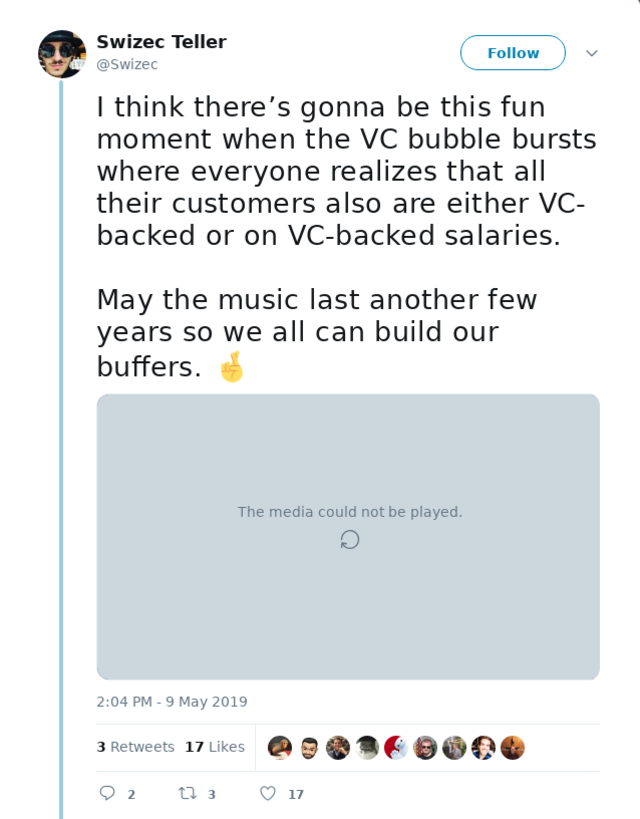 Swizec Teller
@Swizec
Follow
I think there’s gonna be this fun
moment when the VC bubble bursts
where everyone realizes that all
their customers also are either VC-
backed or on VC-backed salaries.
May the music last another few
years so we all can build our
buffers. 🤞
The media could not be played.
2:04 PM - 9 May 2019
3 Retweets 17 Likes
2 3 17